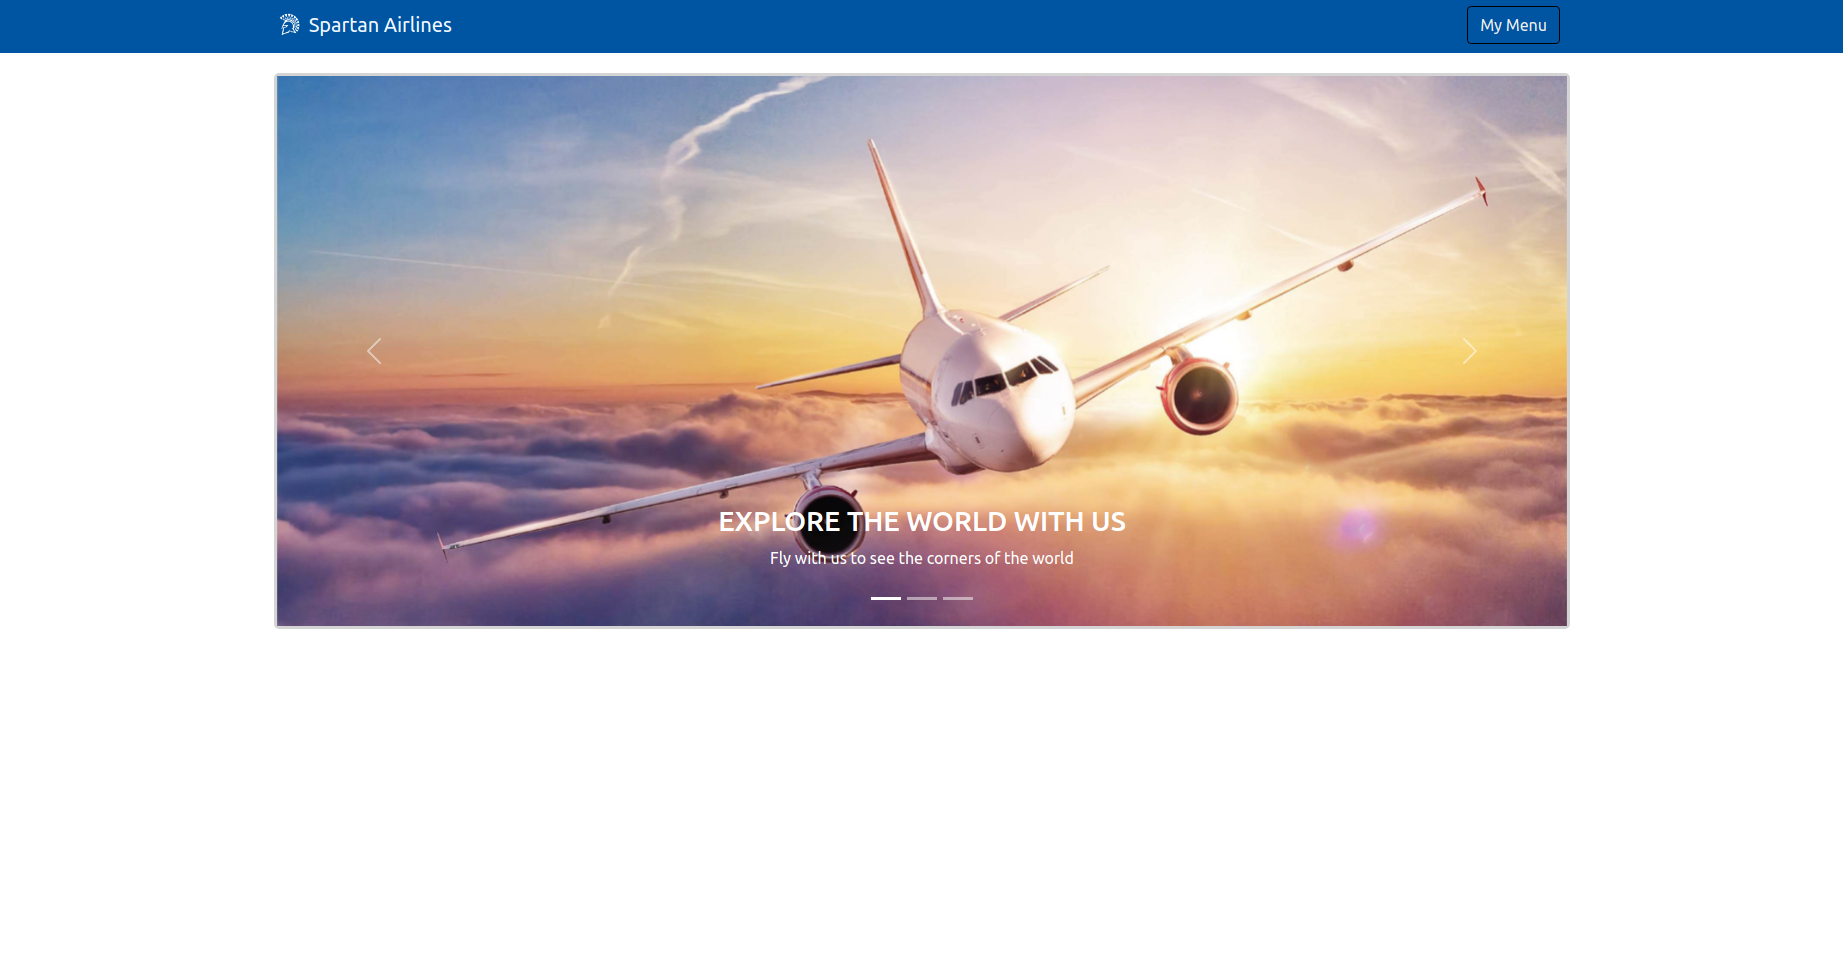 Spartan Airlines
My Menu
EXPLORE THE WORLD WITH US
Fly with us to see the corners of the world